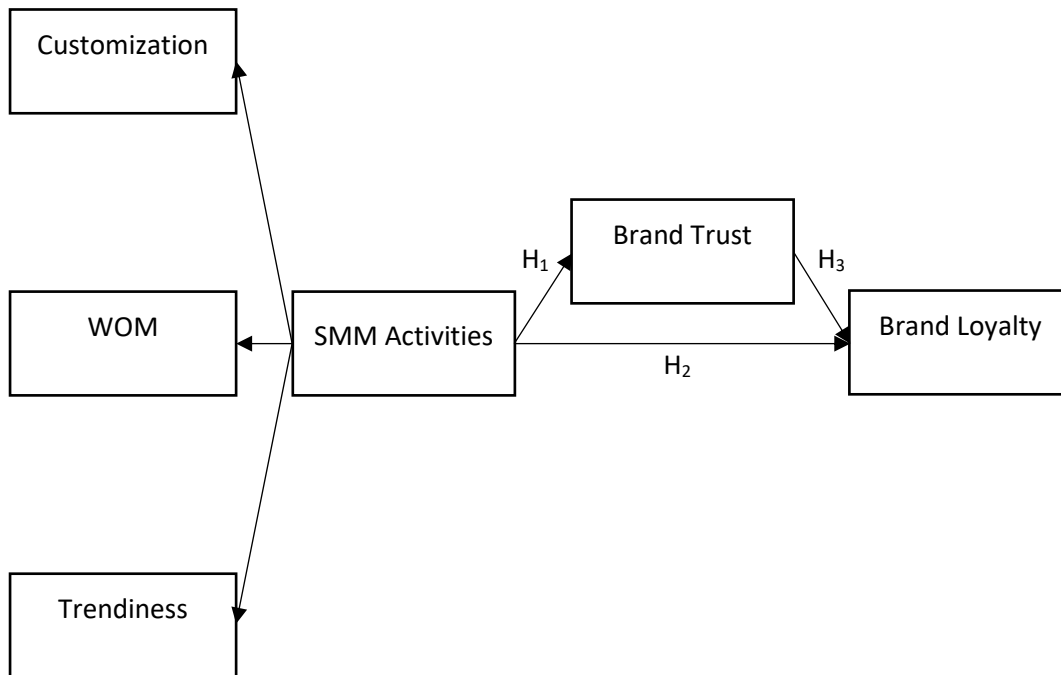 Customization
Brand Trust
H₁
H₃
WOM
SMM Activities
Brand Loyalty
H₂
Trendiness